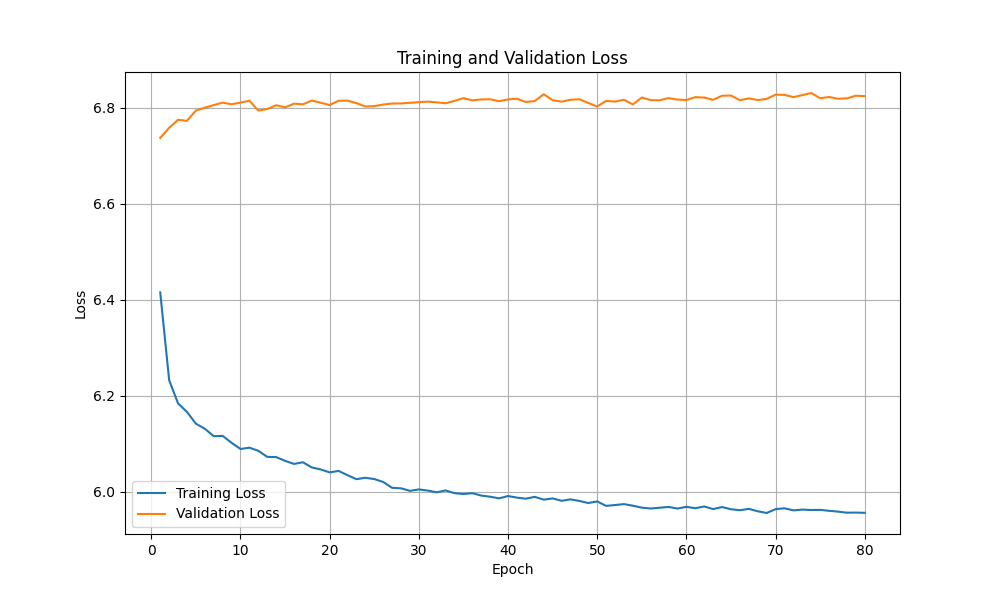 Training and Validation Loss
Loss
6.8
6.6
6.4
6.2
6.0
Training Loss
Validation Loss
0 10 20 30 40 50 60 70 80
Epoch